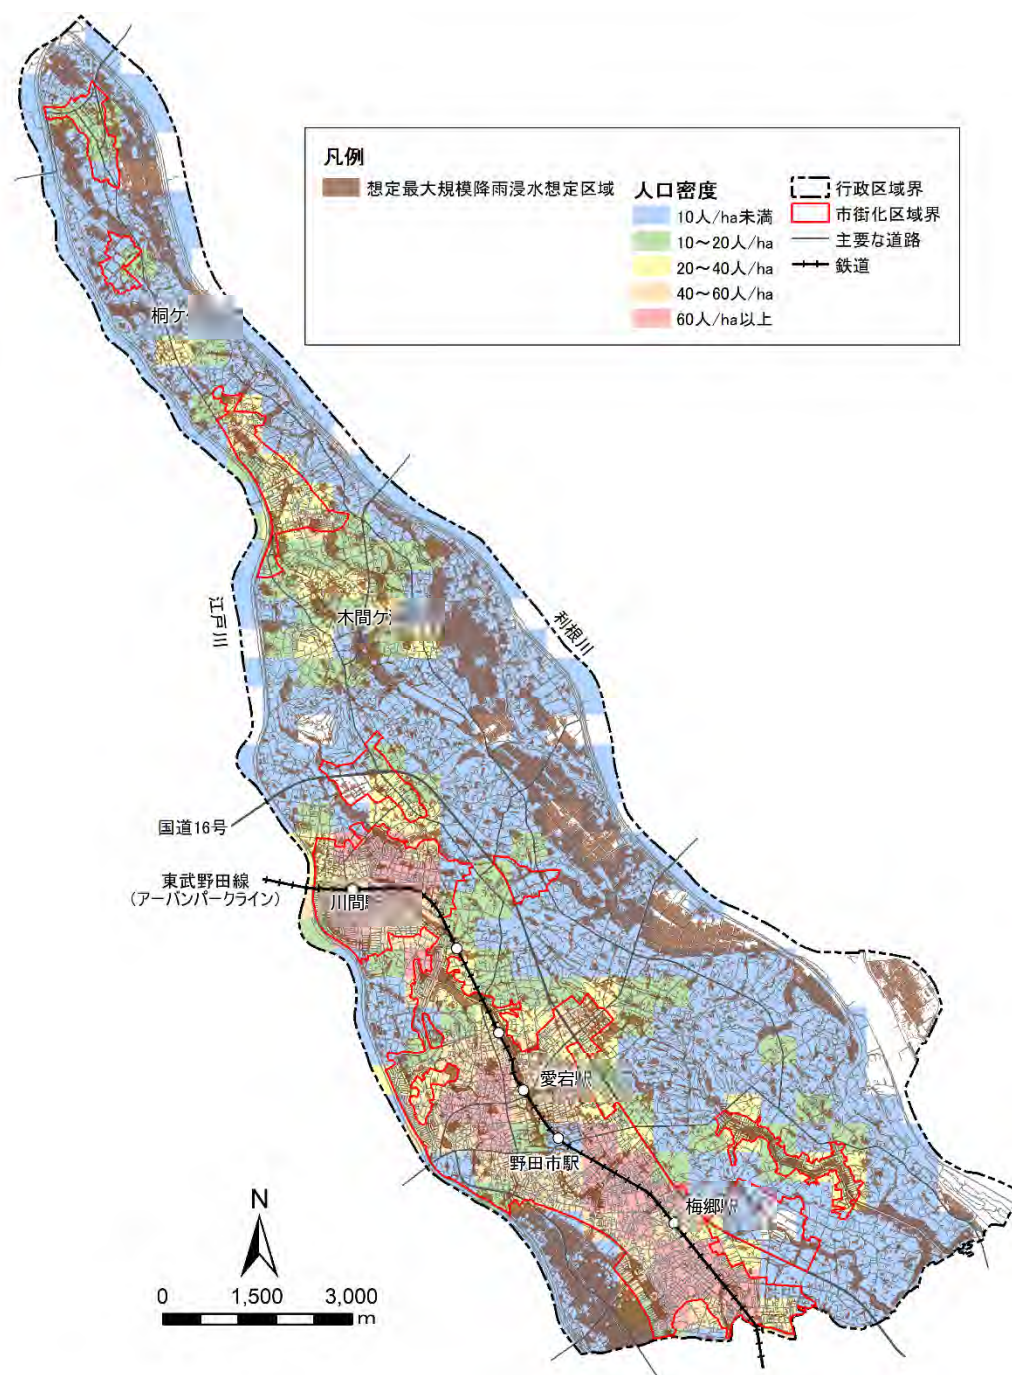 凡例
想定最大規模降雨浸水想定区域
人口密度
10人/ha未満
10～20人/ha
20～40人/ha
40～60人/ha
60人/ha以上
行政区域界
市街化区域界
主要な道路
鉄道
桐ケ
江戸川
木間ケ
利根川
国道16号
東武野田線
(アーバンパークライン)
川間
愛宕駅
野田市駅
梅郷駅
N
0 1,500 3,000
m